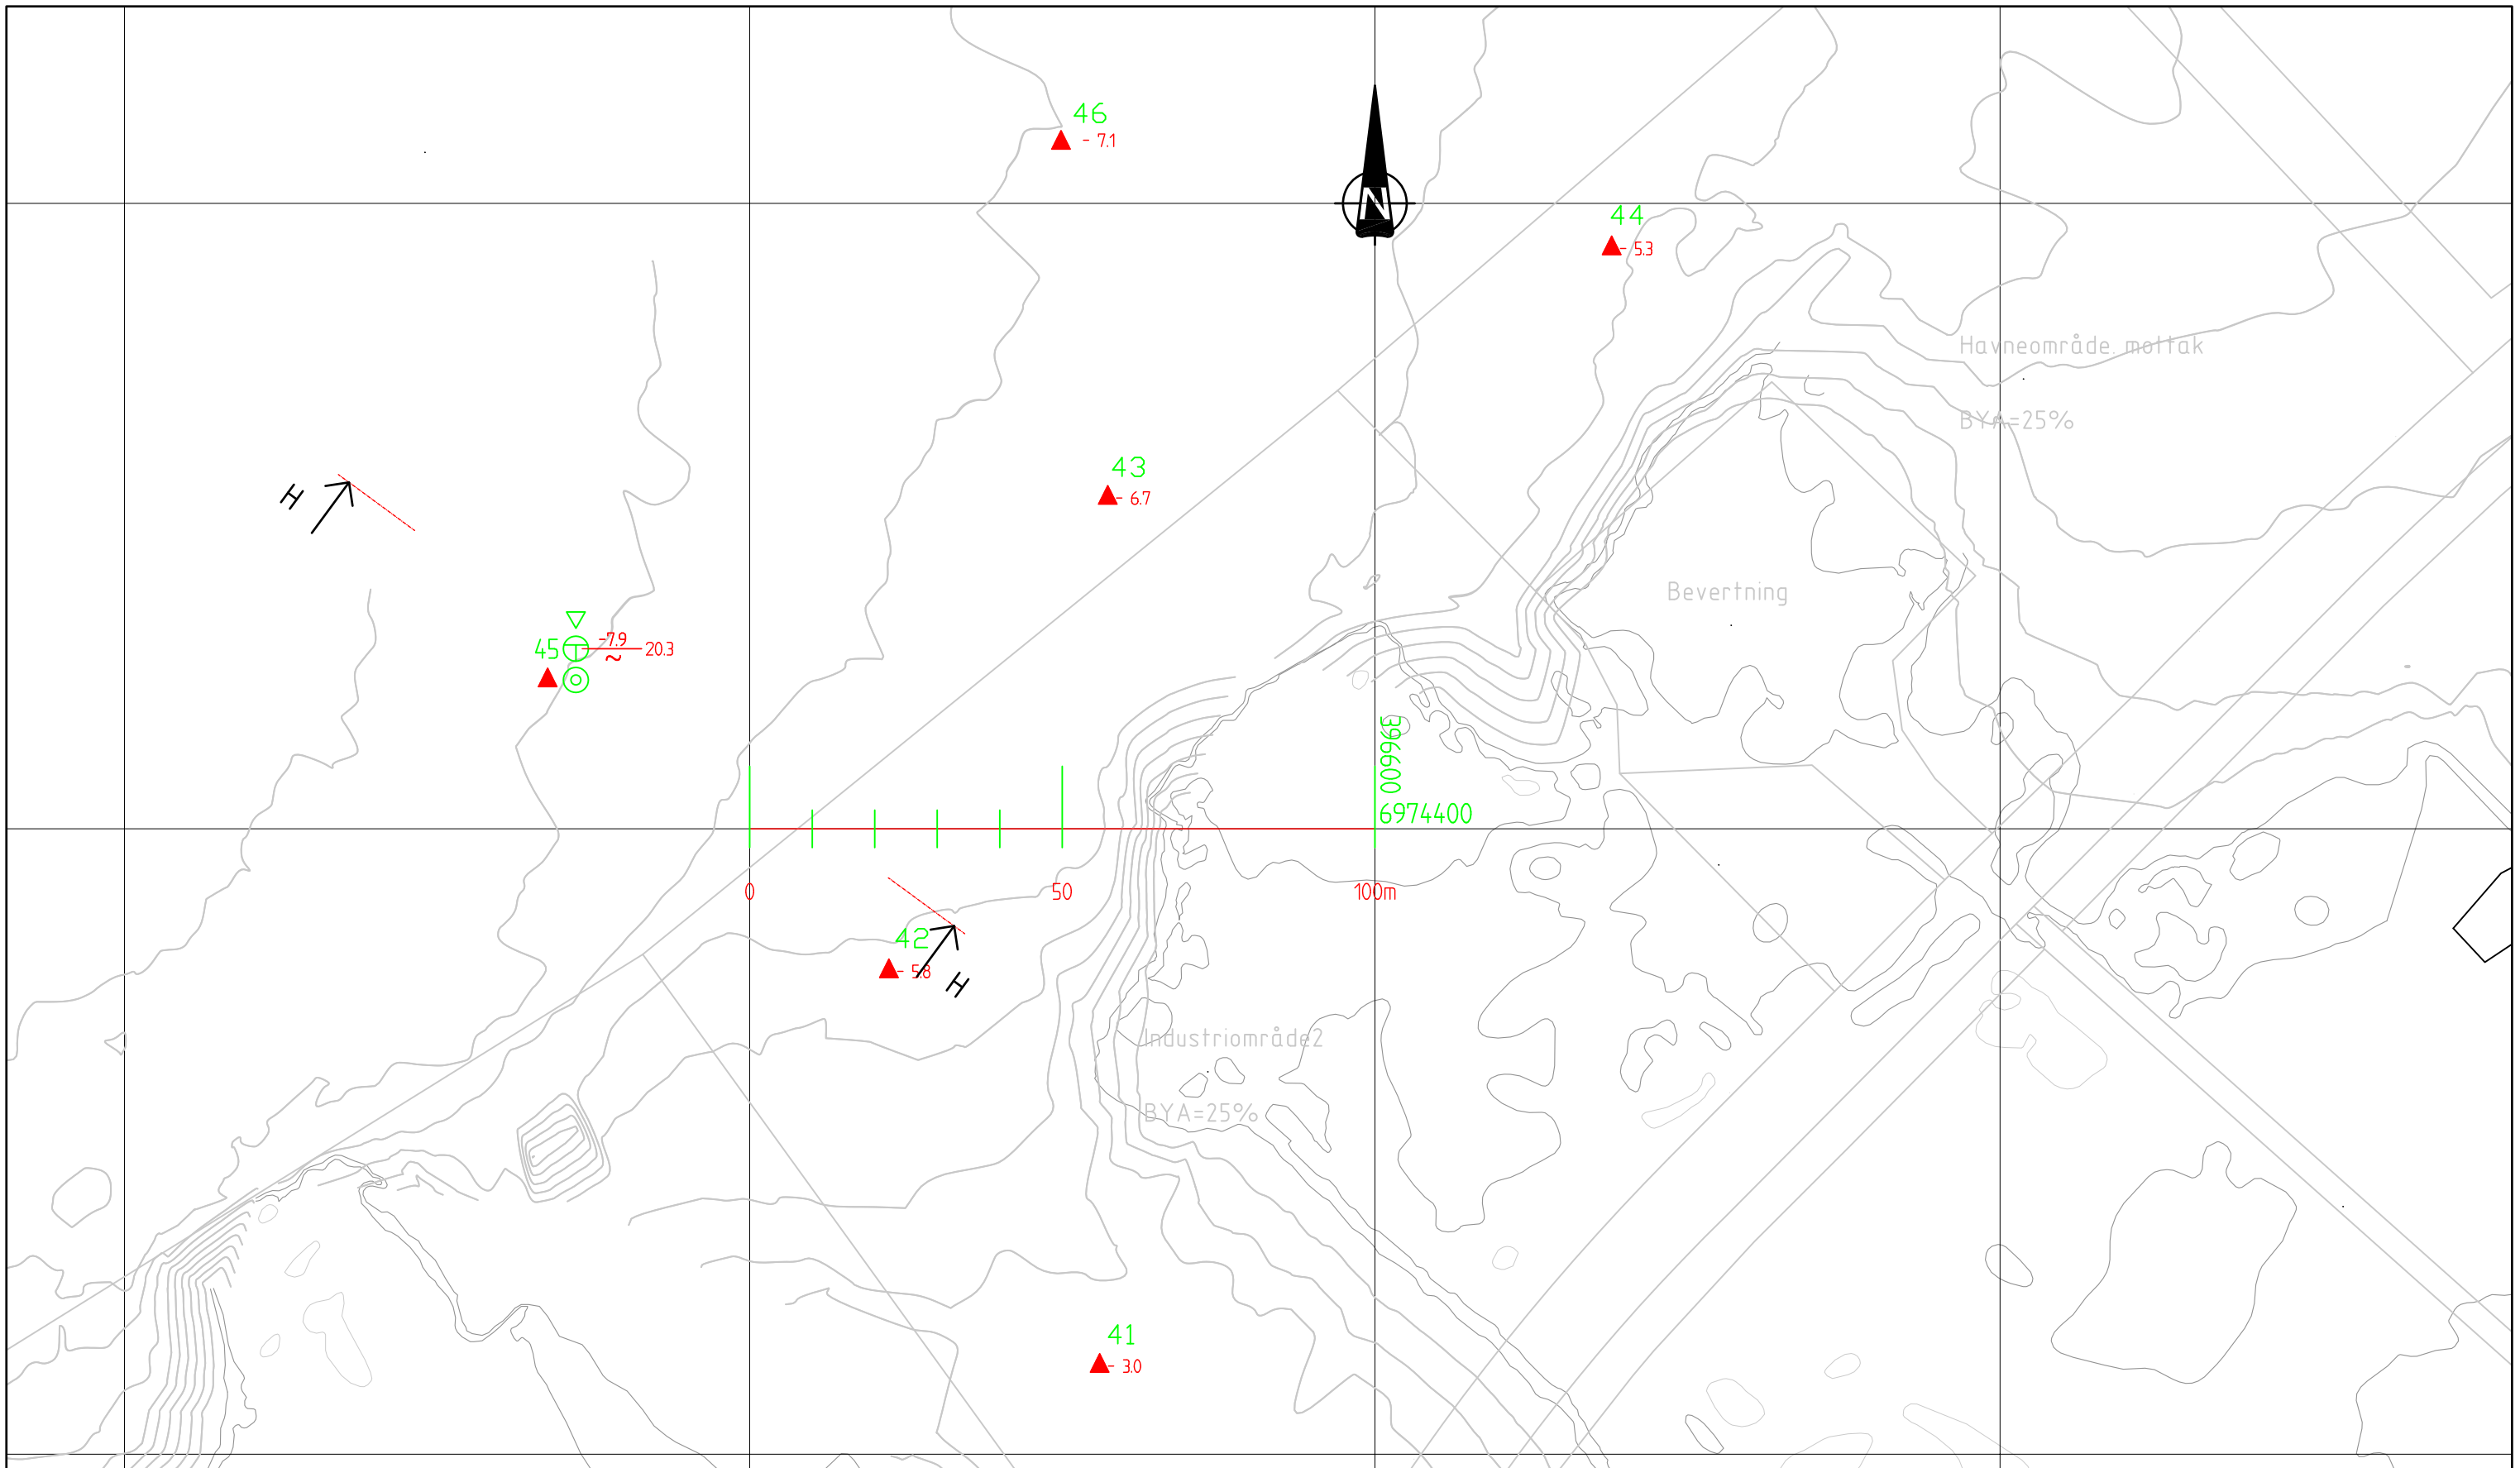 46
- 7.1
N
44
- 5.3
Havneområde. mottak
BYA=25%
43
- 6.7
H
Bevertning
45
-7.9
~
20.3
396600
6974400
0
50
100m
42
- 5.8
H
Industriområde2
BYA=25%
41
- 3.0